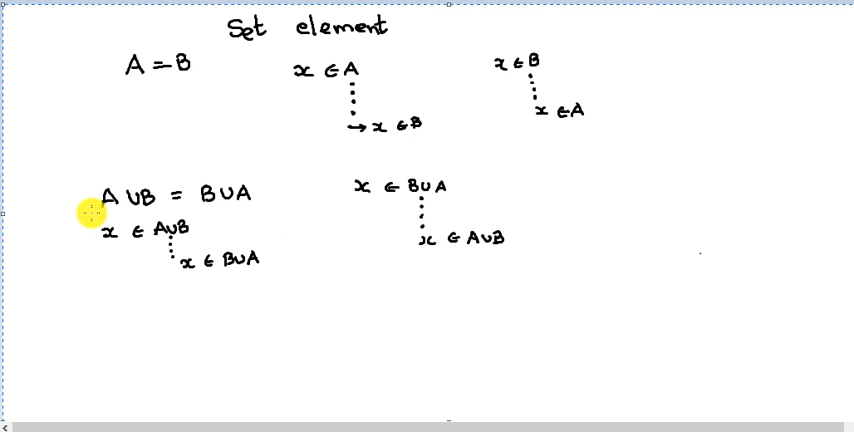 Set element
A = B
x ∈ A
x ∈ B
→ x ∈ B
x ∈ A
A ∪ B = B ∪ A
x ∈ B ∪ A
x ∈ A ∪ B
x ∈ A ∪ B
x ∈ B ∪ A